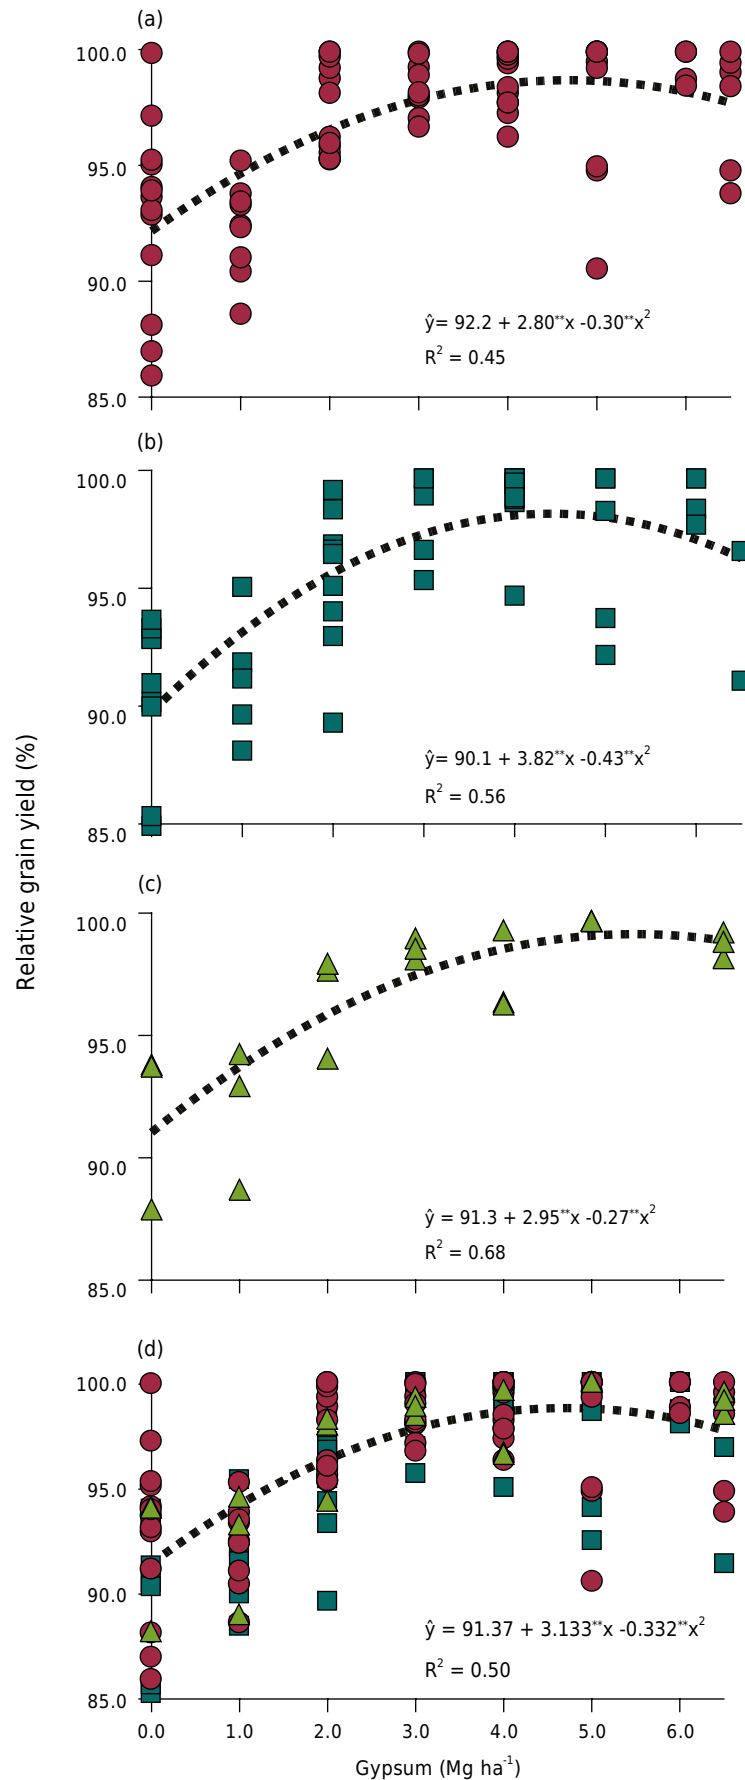 (a)
100.0
95.0
90.0
85.0
ŷ= 92.2 + 2.80**x -0.30**x²
R² = 0.45
(b)
100.0
95.0
90.0
85.0
ŷ= 90.1 + 3.82**x -0.43**x²
R² = 0.56
Relative grain yield (%)
(c)
100.0
95.0
90.0
85.0
ŷ = 91.3 + 2.95**x -0.27**x²
R² = 0.68
(d)
100.0
95.0
90.0
85.0
ŷ = 91.37 + 3.133**x -0.332**x²
R² = 0.50
0.0 1.0 2.0 3.0 4.0 5.0 6.0
Gypsum (Mg ha⁻¹)